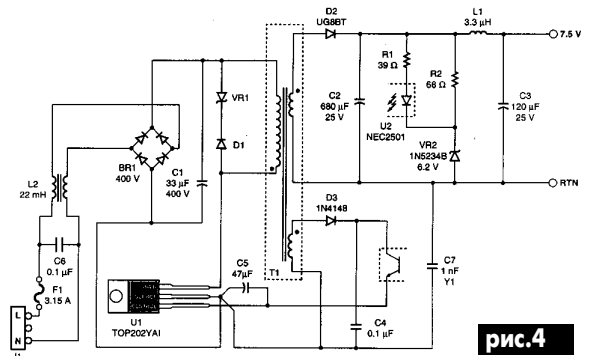 D2
UG8BT
L1
3.3 μH
7.5 V
R1
39 Ω
R2
68 Ω
VR1
C2
680 μF
25 V
C3
120 μF
25 V
U2
NEC2501
D1
BR1
400 V
C1
33 μF
400 V
VR2
1N5234B
6.2 V
L2
22 mH
RTN
D3
1N4148
C6
0.1 μF
C5
47μF
T1
C7
1 nF
Y1
F1
3.15 A
L
N
J1
U1
TOP202YAI
C4
0.1 μF
рис.4